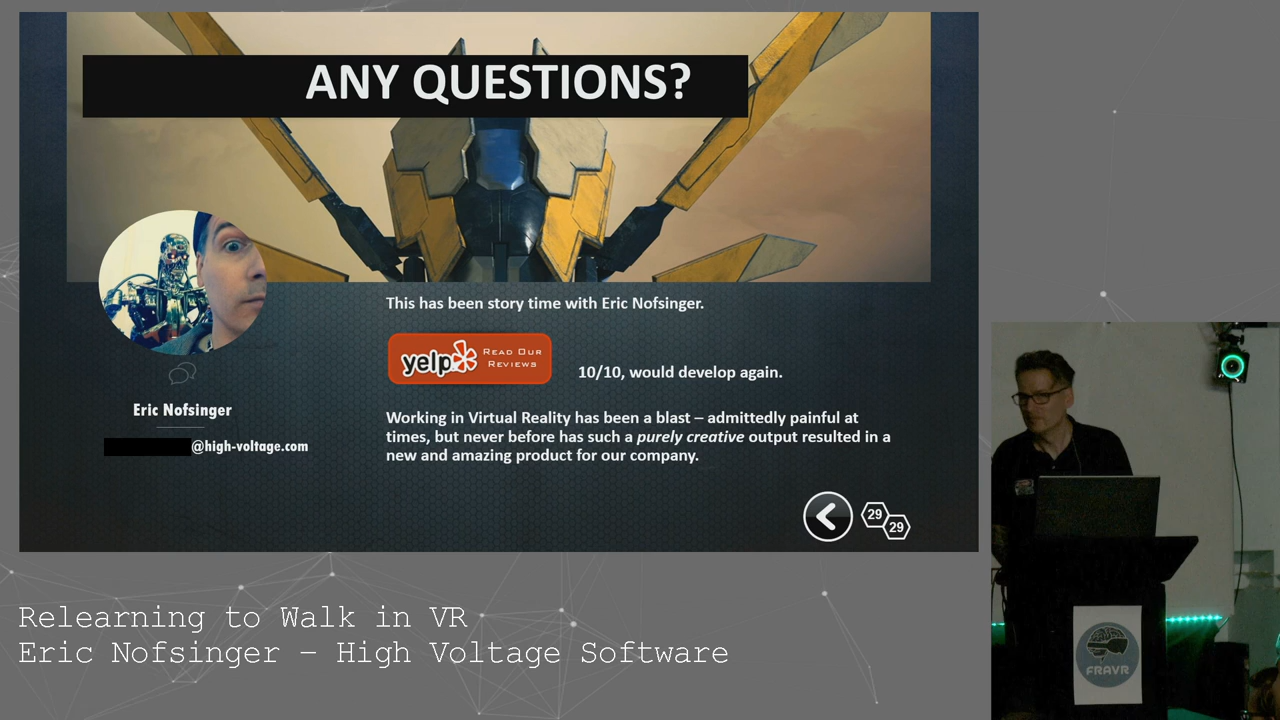 ANY QUESTIONS?
This has been story time with Eric Nofsinger.
yelp READ OUR
REVIEWS
10/10, would develop again.
Eric Nofsinger
@high-voltage.com
Working in Virtual Reality has been a blast – admittedly painful at
times, but never before has such a purely creative output resulted in a
new and amazing product for our company.
29
29
FRAVR
Relearning to Walk in VR
Eric Nofsinger – High Voltage Software